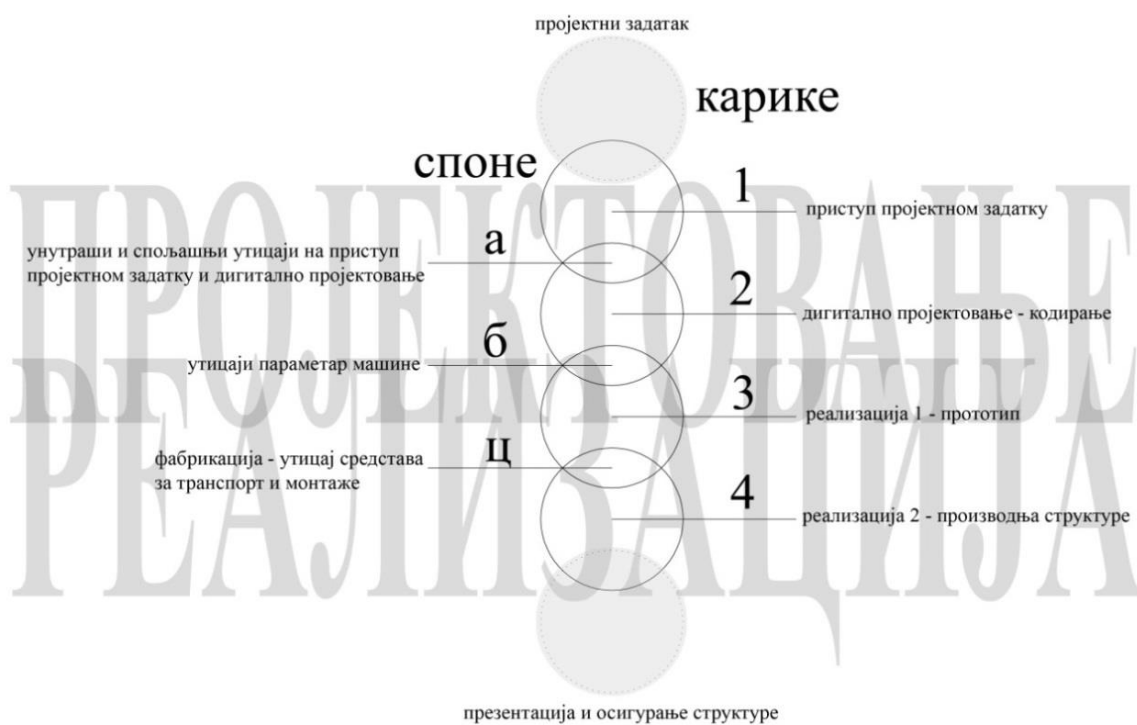 пројектни задатак
карике
споне
1
приступ пројектном задатку
а
унутраши и спољашњи утицаји на приступ
пројектном задатку и дигитално пројектовање
2
дигитално пројектовање - кодирање
б
утицаји параметар машине
3
реализација 1 - прототип
ц
фабрикација - утицај средстава
за транспорт и монтаже
4
реализација 2 - производња структуре
ПРОЈЕКТОВАЊЕ
РЕАЛИЗАЦИЈА
презентација и осигурање структуре